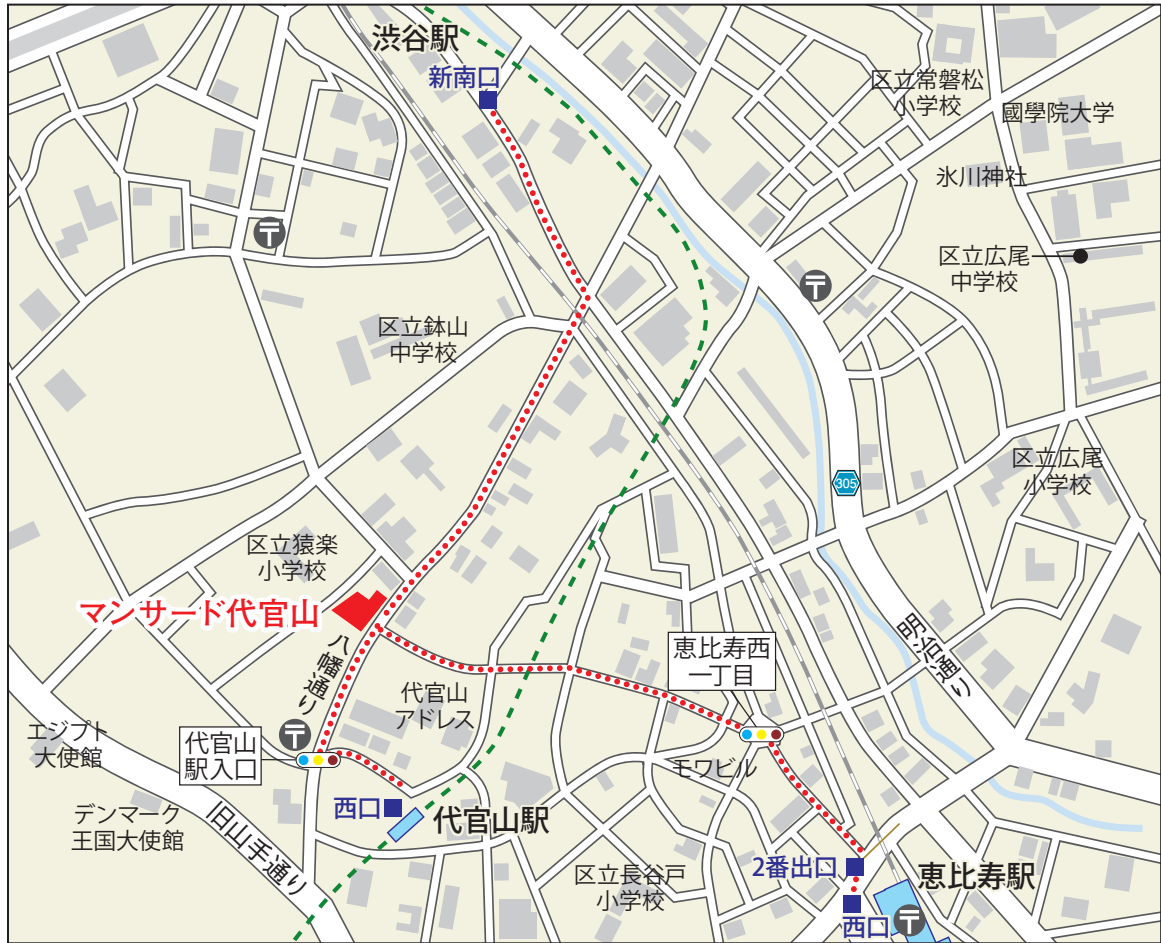 渋谷駅
新南口
区立常磐松
小学校
國學院大学
氷川神社
〒
区立広尾
中学校
〒
区立鉢山
中学校
区立広尾
小学校
305
区立猿楽
小学校
マンサード代官山
八幡通り
恵比寿西
一丁目
明治通り
代官山
アドレス
エジプト
大使館
〒
代官山
駅入口
モワビル
デンマーク
王国大使館
旧山手通り
西口
代官山駅
区立長谷戸
小学校
2番出口
恵比寿駅
西口
〒